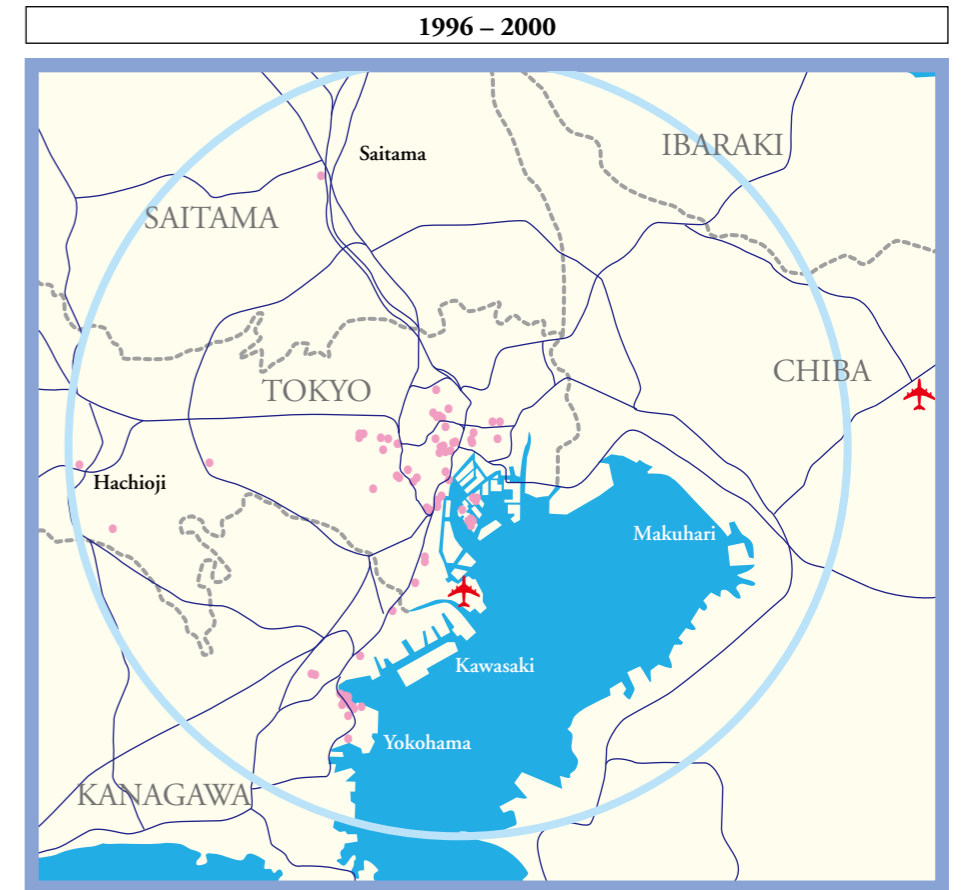 1996 – 2000
IBARAKI
Saitama
SAITAMA
CHIBA
TOKYO
Hachioji
Makuhari
Kawasaki
Yokohama
KANAGAWA